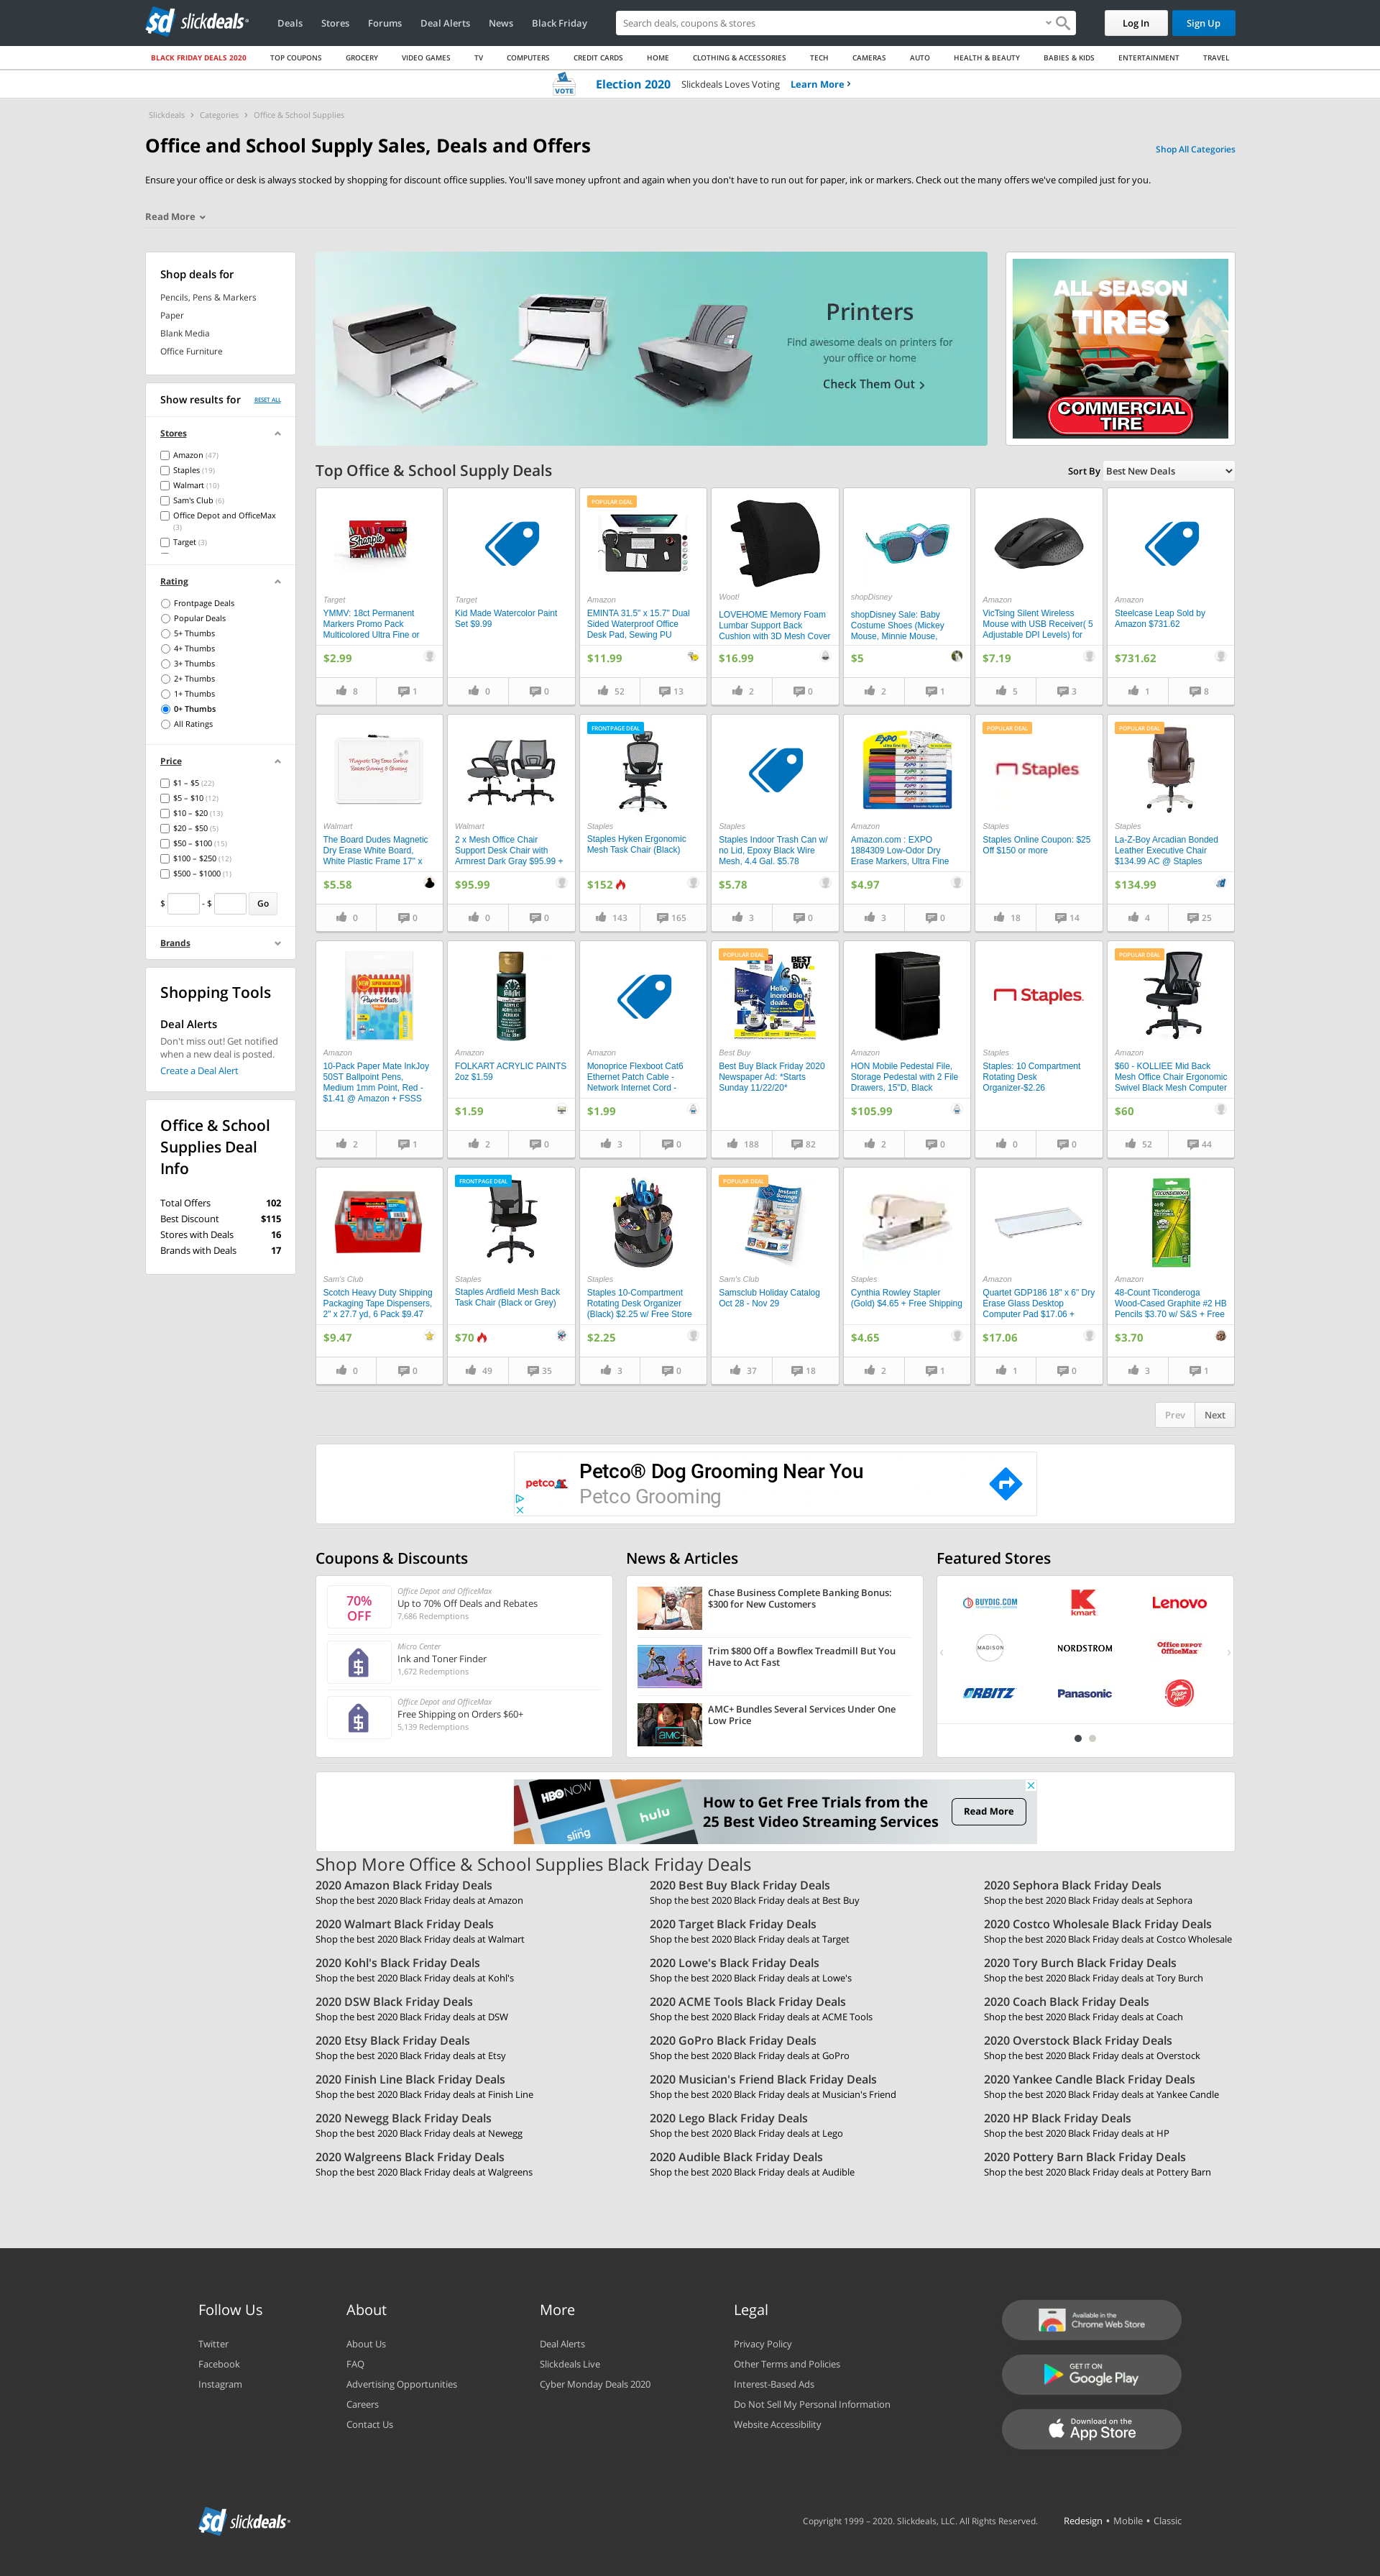 slickdeals
Deals
Stores
Forums
Deal Alerts
News
Black Friday
Search deals, coupons & stores
Log In
Sign Up
BLACK FRIDAY DEALS 2020
TOP COUPONS
GROCERY
VIDEO GAMES
TV
COMPUTERS
CREDIT CARDS
HOME
CLOTHING & ACCESSORIES
TECH
CAMERAS
AUTO
HEALTH & BEAUTY
BABIES & KIDS
ENTERTAINMENT
TRAVEL
VOTE
Election 2020 Slickdeals Loves Voting Learn More
Slickdeals > Categories > Office & School Supplies
Office and School Supply Sales, Deals and Offers
Shop All Categories
Ensure your office or desk is always stocked by shopping for discount office supplies. You'll save money upfront and again when you don't have to run out for paper, ink or markers. Check out the many offers we've compiled just for you.
Read More
Shop deals for
Pencils, Pens & Markers
Paper
Blank Media
Office Furniture
Show results for
RESET ALL
Stores
Amazon (47)
Staples (19)
Walmart (10)
Sam's Club (6)
Office Depot and OfficeMax
(3)
Target (3)
Rating
Frontpage Deals
Popular Deals
5+ Thumbs
4+ Thumbs
3+ Thumbs
2+ Thumbs
1+ Thumbs
0+ Thumbs
All Ratings
Price
$1 – $5 (22)
$5 – $10 (12)
$10 – $20 (13)
$20 – $50 (5)
$50 – $100 (15)
$100 – $250 (12)
$500 – $1000 (1)
$ - $ Go
Brands
Shopping Tools
Deal Alerts
Don't miss out! Get notified
when a new deal is posted.
Create a Deal Alert
Office & School
Supplies Deal
Info
Total Offers 102
Best Discount $115
Stores with Deals 16
Brands with Deals 17
Printers
Find awesome deals on printers for
your office or home
Check Them Out
ALL SEASON
TIRES
COMMERCIAL
TIRE
Top Office & School Supply Deals
Sort By Best New Deals
Sharpie
Target
YMMV: 18ct Permanent
Markers Promo Pack
Multicolored Ultra Fine or
$2.99
8 1
Target
Kid Made Watercolor Paint
Set $9.99
0 0
POPULAR DEAL
Amazon
EMINTA 31.5" x 15.7" Dual
Sided Waterproof Office
Desk Pad, Sewing PU
$11.99
52 13
Woot!
LOVEHOME Memory Foam
Lumbar Support Back
Cushion with 3D Mesh Cover
$16.99
2 0
shopDisney
shopDisney Sale: Baby
Costume Shoes (Mickey
Mouse, Minnie Mouse,
$5
2 1
Amazon
VicTsing Silent Wireless
Mouse with USB Receiver( 5
Adjustable DPI Levels) for
$7.19
5 3
Amazon
Steelcase Leap Sold by
Amazon $731.62
$731.62
1 8
Magnetic Dry Erase Surface
Resists Staining & Ghosting
Walmart
The Board Dudes Magnetic
Dry Erase White Board,
White Plastic Frame 17" x
$5.58
0 0
Walmart
2 x Mesh Office Chair
Support Desk Chair with
Armrest Dark Gray $95.99 +
$95.99
0 0
FRONTPAGE DEAL
Staples
Staples Hyken Ergonomic
Mesh Task Chair (Black)
$152
143 165
Staples
Staples Indoor Trash Can w/
no Lid, Epoxy Black Wire
Mesh, 4.4 Gal. $5.78
$5.78
3 0
EXPO
Amazon
Amazon.com : EXPO
1884309 Low-Odor Dry
Erase Markers, Ultra Fine
$4.97
3 0
POPULAR DEAL
Staples
Staples
Staples Online Coupon: $25
Off $150 or more
18 14
POPULAR DEAL
Staples
La-Z-Boy Arcadian Bonded
Leather Executive Chair
$134.99 AC @ Staples
$134.99
4 25
SUPER VALUE PACK
Paper Mate
Amazon
10-Pack Paper Mate InkJoy
50ST Ballpoint Pens,
Medium 1mm Point, Red -
$1.41 @ Amazon + FSSS
2 1
FolkArt
ACRYLIC
Amazon
FOLKART ACRYLIC PAINTS
2oz $1.59
$1.59
2 0
Amazon
Monoprice Flexboot Cat6
Ethernet Patch Cable -
Network Internet Cord -
$1.99
3 0
POPULAR DEAL
BEST BUY
Hello,
incredible
deals.
Best Buy
Best Buy Black Friday 2020
Newspaper Ad: *Starts
Sunday 11/22/20*
188 82
Amazon
HON Mobile Pedestal File,
Storage Pedestal with 2 File
Drawers, 15"D, Black
$105.99
2 0
Staples.
Staples
Staples: 10 Compartment
Rotating Desk
Organizer-$2.26
0 0
POPULAR DEAL
Amazon
$60 - KOLLIEE Mid Back
Mesh Office Chair Ergonomic
Swivel Black Mesh Computer
$60
52 44
Sam's Club
Scotch Heavy Duty Shipping
Packaging Tape Dispensers,
2" x 27.7 yd, 6 Pack $9.47
$9.47
0 0
FRONTPAGE DEAL
Staples
Staples Ardfield Mesh Back
Task Chair (Black or Grey)
$70
49 35
Staples
Staples 10-Compartment
Rotating Desk Organizer
(Black) $2.25 w/ Free Store
$2.25
3 0
POPULAR DEAL
Instant
Savings
Sam's Club
Samsclub Holiday Catalog
Oct 28 - Nov 29
37 18
Staples
Cynthia Rowley Stapler
(Gold) $4.65 + Free Shipping
$4.65
2 1
Amazon
Quartet GDP186 18" x 6" Dry
Erase Glass Desktop
Computer Pad $17.06 +
$17.06
1 0
TICONDEROGA
Amazon
48-Count Ticonderoga
Wood-Cased Graphite #2 HB
Pencils $3.70 w/ S&S + Free
$3.70
3 1
Prev Next
petco
Petco® Dog Grooming Near You
Petco Grooming
Coupons & Discounts
70%
OFF
Office Depot and OfficeMax
Up to 70% Off Deals and Rebates
7,686 Redemptions
Micro Center
Ink and Toner Finder
1,672 Redemptions
Office Depot and OfficeMax
Free Shipping on Orders $60+
5,139 Redemptions
News & Articles
Chase Business Complete Banking Bonus:
$300 for New Customers
Trim $800 Off a Bowflex Treadmill But You
Have to Act Fast
amc+
AMC+ Bundles Several Services Under One
Low Price
Featured Stores
BUYDIG.COM
Kmart
Lenovo
MADISON
NORDSTROM
Office DEPOT
OfficeMax
ORBITZ
Panasonic
Pizza Hut
HBO NOW
hulu
sling
How to Get Free Trials from the
25 Best Video Streaming Services
Read More
Shop More Office & School Supplies Black Friday Deals
2020 Amazon Black Friday Deals
Shop the best 2020 Black Friday deals at Amazon
2020 Best Buy Black Friday Deals
Shop the best 2020 Black Friday deals at Best Buy
2020 Sephora Black Friday Deals
Shop the best 2020 Black Friday deals at Sephora
2020 Walmart Black Friday Deals
Shop the best 2020 Black Friday deals at Walmart
2020 Target Black Friday Deals
Shop the best 2020 Black Friday deals at Target
2020 Costco Wholesale Black Friday Deals
Shop the best 2020 Black Friday deals at Costco Wholesale
2020 Kohl's Black Friday Deals
Shop the best 2020 Black Friday deals at Kohl's
2020 Lowe's Black Friday Deals
Shop the best 2020 Black Friday deals at Lowe's
2020 Tory Burch Black Friday Deals
Shop the best 2020 Black Friday deals at Tory Burch
2020 DSW Black Friday Deals
Shop the best 2020 Black Friday deals at DSW
2020 ACME Tools Black Friday Deals
Shop the best 2020 Black Friday deals at ACME Tools
2020 Coach Black Friday Deals
Shop the best 2020 Black Friday deals at Coach
2020 Etsy Black Friday Deals
Shop the best 2020 Black Friday deals at Etsy
2020 GoPro Black Friday Deals
Shop the best 2020 Black Friday deals at GoPro
2020 Overstock Black Friday Deals
Shop the best 2020 Black Friday deals at Overstock
2020 Finish Line Black Friday Deals
Shop the best 2020 Black Friday deals at Finish Line
2020 Musician's Friend Black Friday Deals
Shop the best 2020 Black Friday deals at Musician's Friend
2020 Yankee Candle Black Friday Deals
Shop the best 2020 Black Friday deals at Yankee Candle
2020 Newegg Black Friday Deals
Shop the best 2020 Black Friday deals at Newegg
2020 Lego Black Friday Deals
Shop the best 2020 Black Friday deals at Lego
2020 HP Black Friday Deals
Shop the best 2020 Black Friday deals at HP
2020 Walgreens Black Friday Deals
Shop the best 2020 Black Friday deals at Walgreens
2020 Audible Black Friday Deals
Shop the best 2020 Black Friday deals at Audible
2020 Pottery Barn Black Friday Deals
Shop the best 2020 Black Friday deals at Pottery Barn
Follow Us
Twitter
Facebook
Instagram
About
About Us
FAQ
Advertising Opportunities
Careers
Contact Us
More
Deal Alerts
Slickdeals Live
Cyber Monday Deals 2020
Legal
Privacy Policy
Other Terms and Policies
Interest-Based Ads
Do Not Sell My Personal Information
Website Accessibility
Available in the
Chrome Web Store
GET IT ON
Google Play
Download on the
App Store
slickdeals
Copyright 1999 – 2020. Slickdeals, LLC. All Rights Reserved.
Redesign • Mobile • Classic